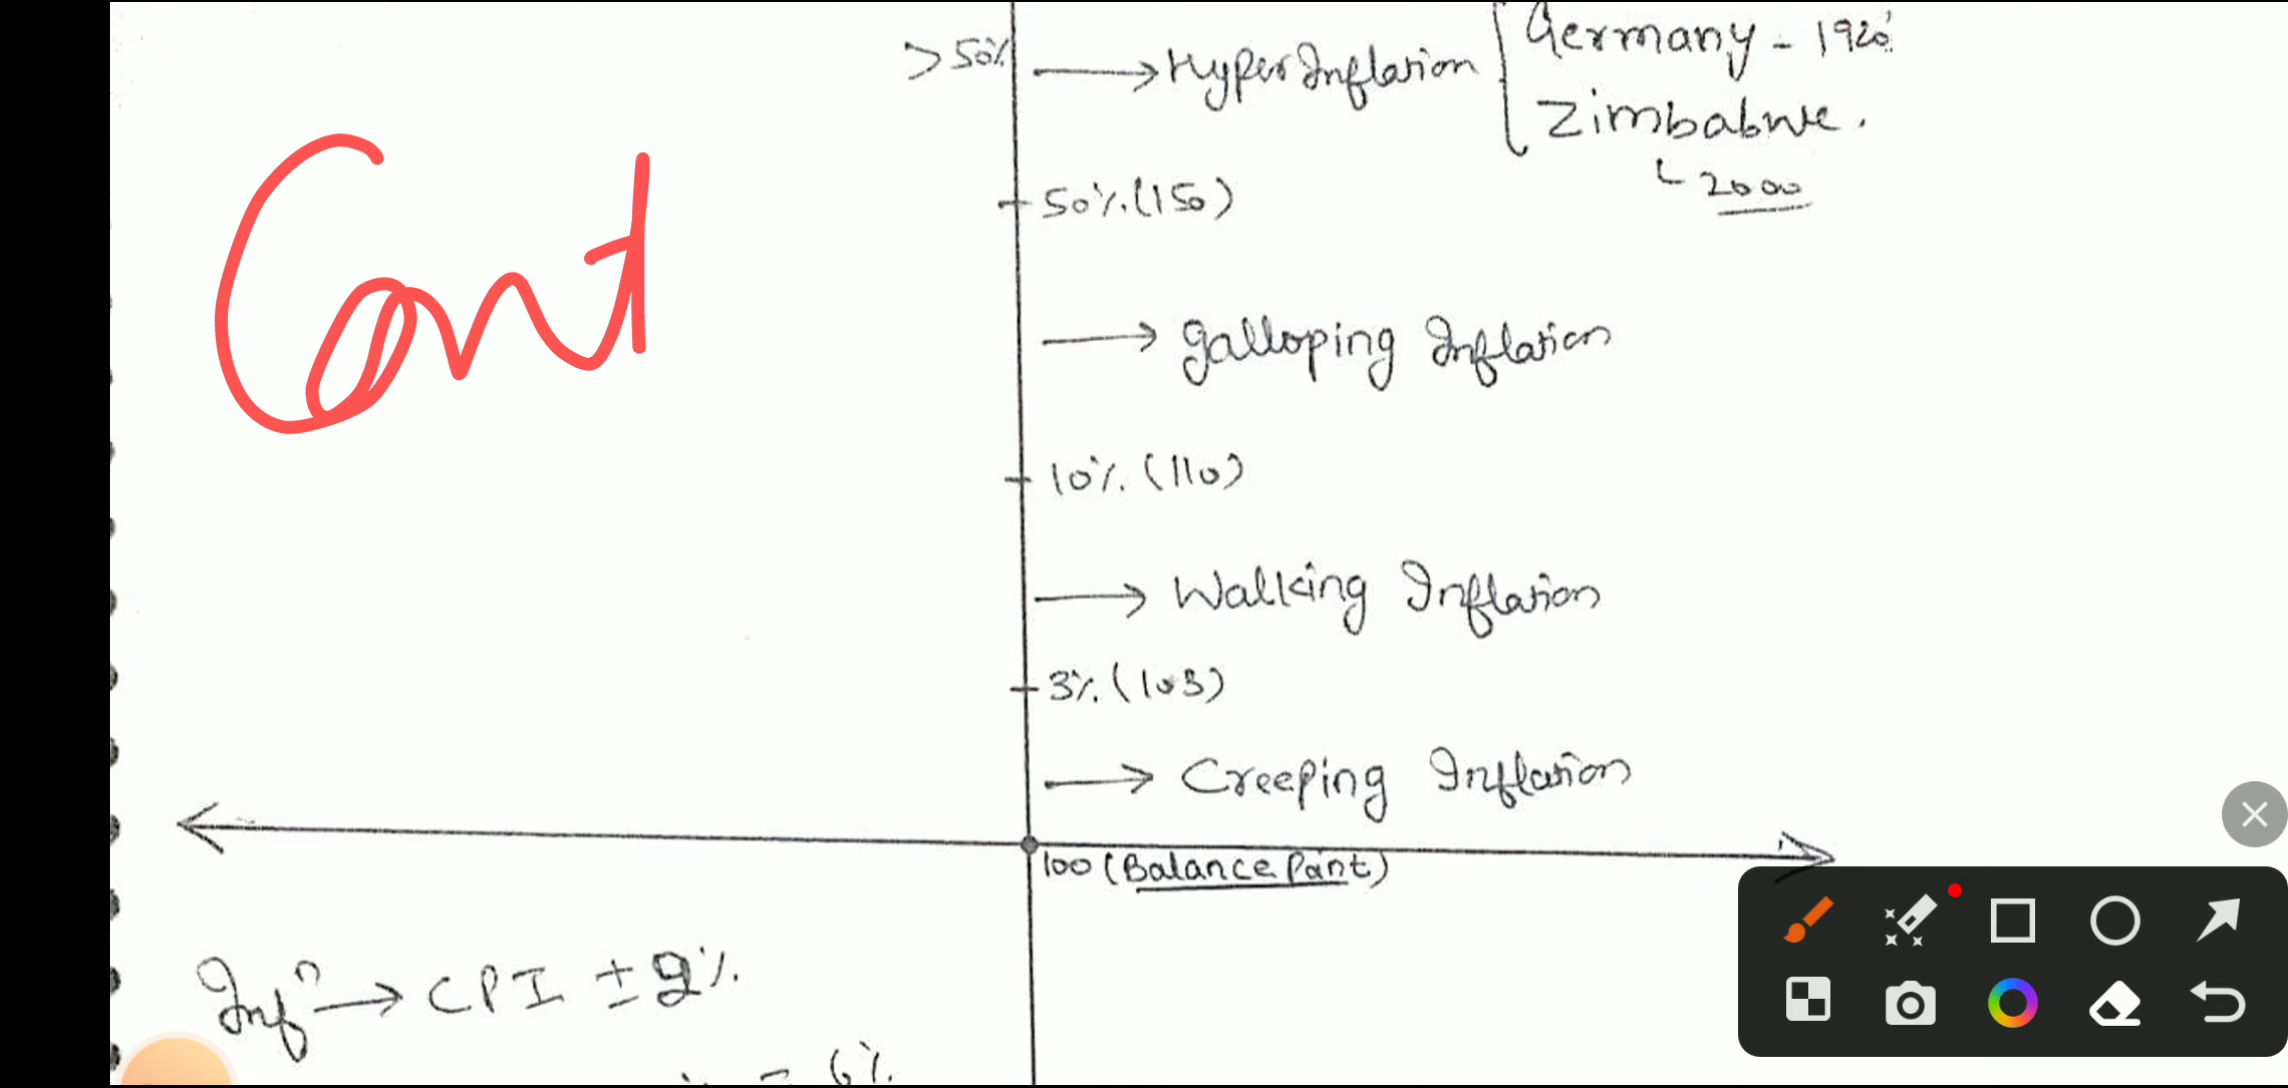 >50% → Hyper Inflation Germany - 1920'
Zimbabwe.
2000
Cont
50% (150)
→ Galloping Inflation
10% (110)
→ Walking Inflation
3% (103)
→ Creeping Inflation
100 (Balance Point)
Infⁿ → CPI ± 2%
6%